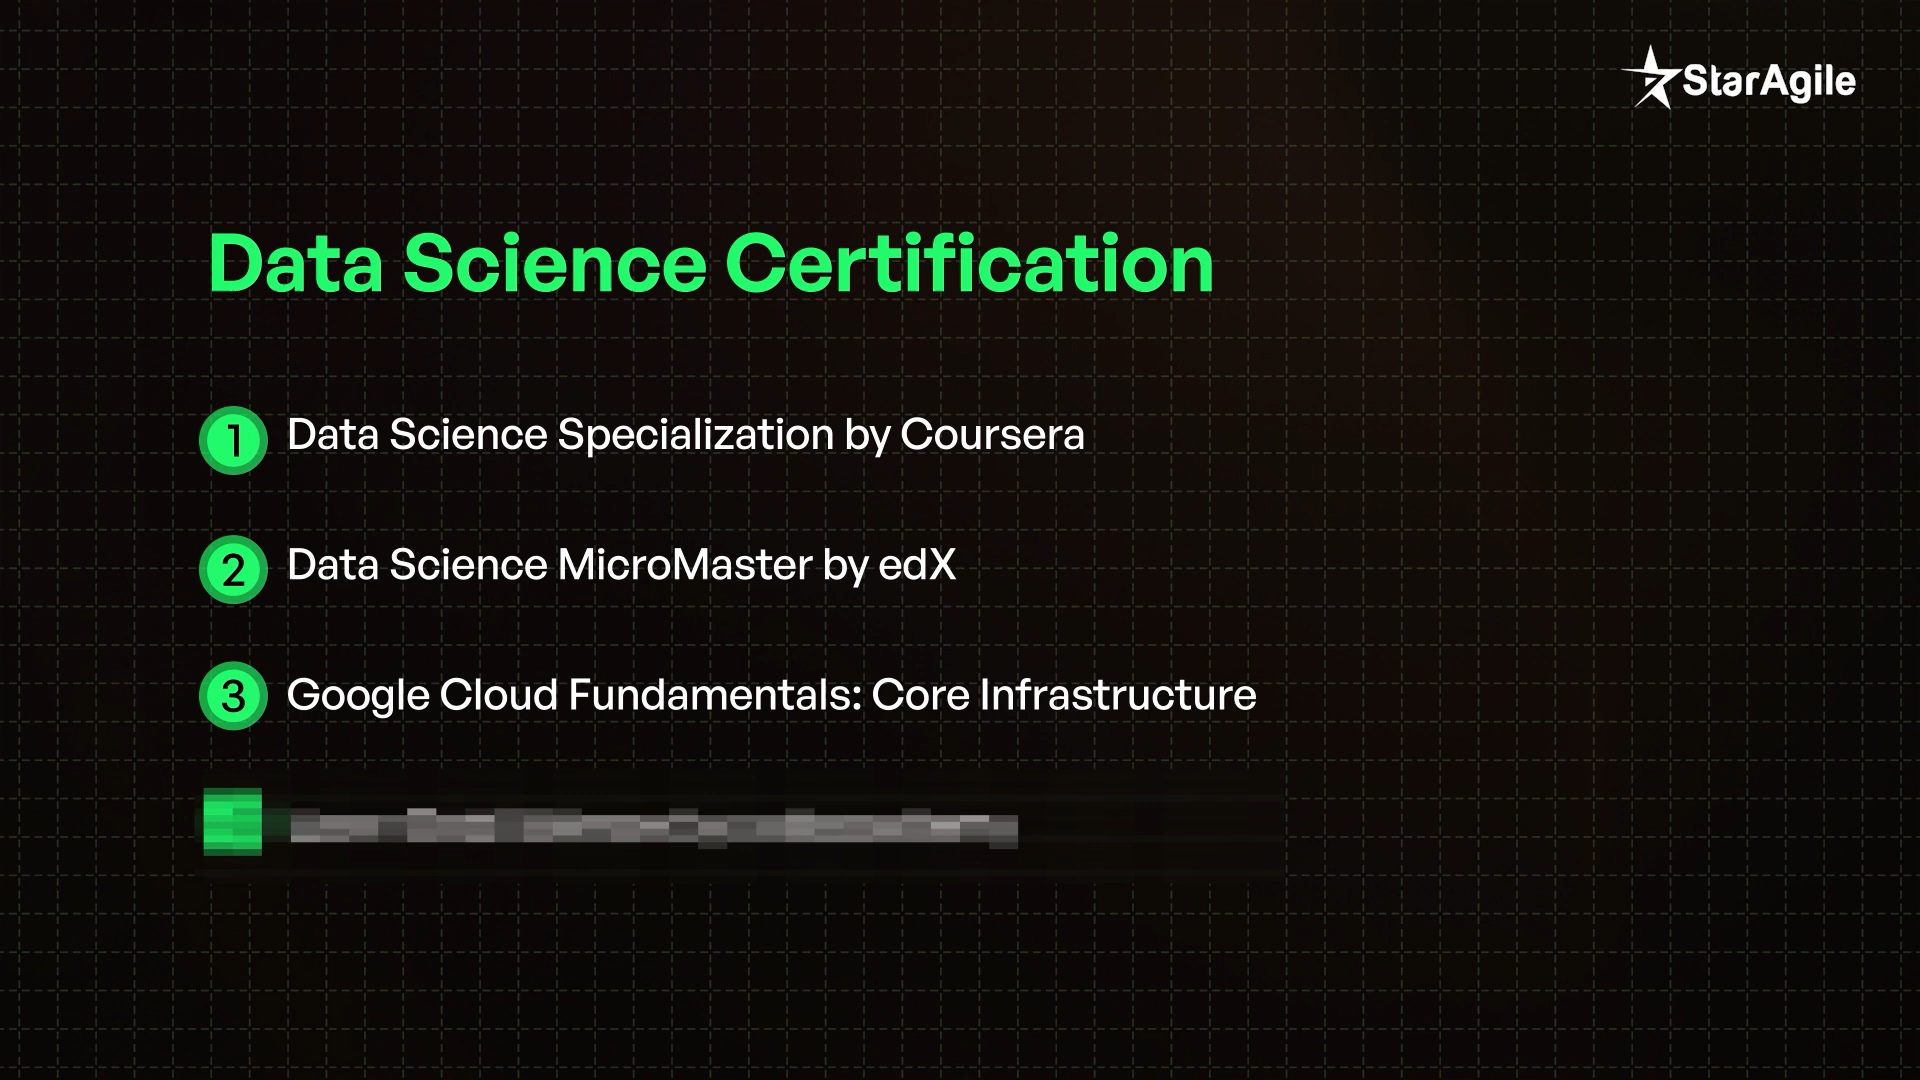 StarAgile
Data Science Certification
1 Data Science Specialization by Coursera
2 Data Science MicroMaster by edX
3 Google Cloud Fundamentals: Core Infrastructure